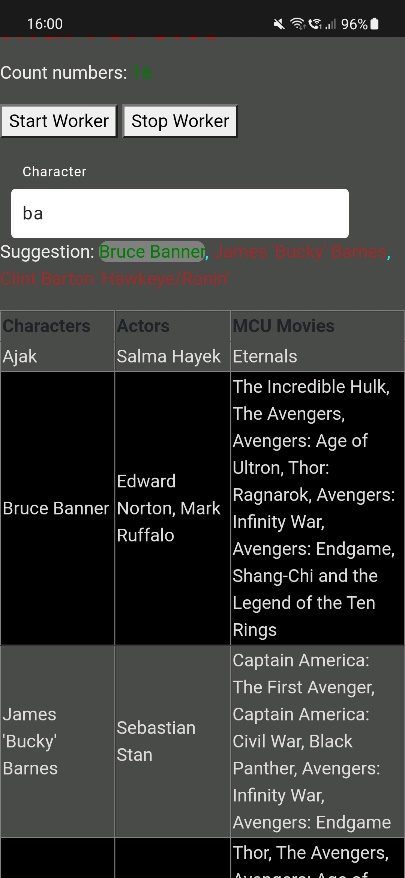 16:00 96%
Count numbers: 16
Start Worker Stop Worker
Character
ba
Suggestion: Bruce Banner, James 'Bucky' Barnes,
Clint Barton 'Hawkeye/Ronin'
Characters Actors MCU Movies
Ajak Salma Hayek Eternals
Bruce Banner
Edward
Norton, Mark
Ruffalo
The Incredible Hulk,
The Avengers,
Avengers: Age of
Ultron, Thor:
Ragnarok, Avengers:
Infinity War,
Avengers: Endgame,
Shang-Chi and the
Legend of the Ten
Rings
James
'Bucky'
Barnes
Sebastian
Stan
Captain America:
The First Avenger,
Captain America:
Civil War, Black
Panther, Avengers:
Infinity War,
Avengers: Endgame
Thor, The Avengers,
Avengers: Age of